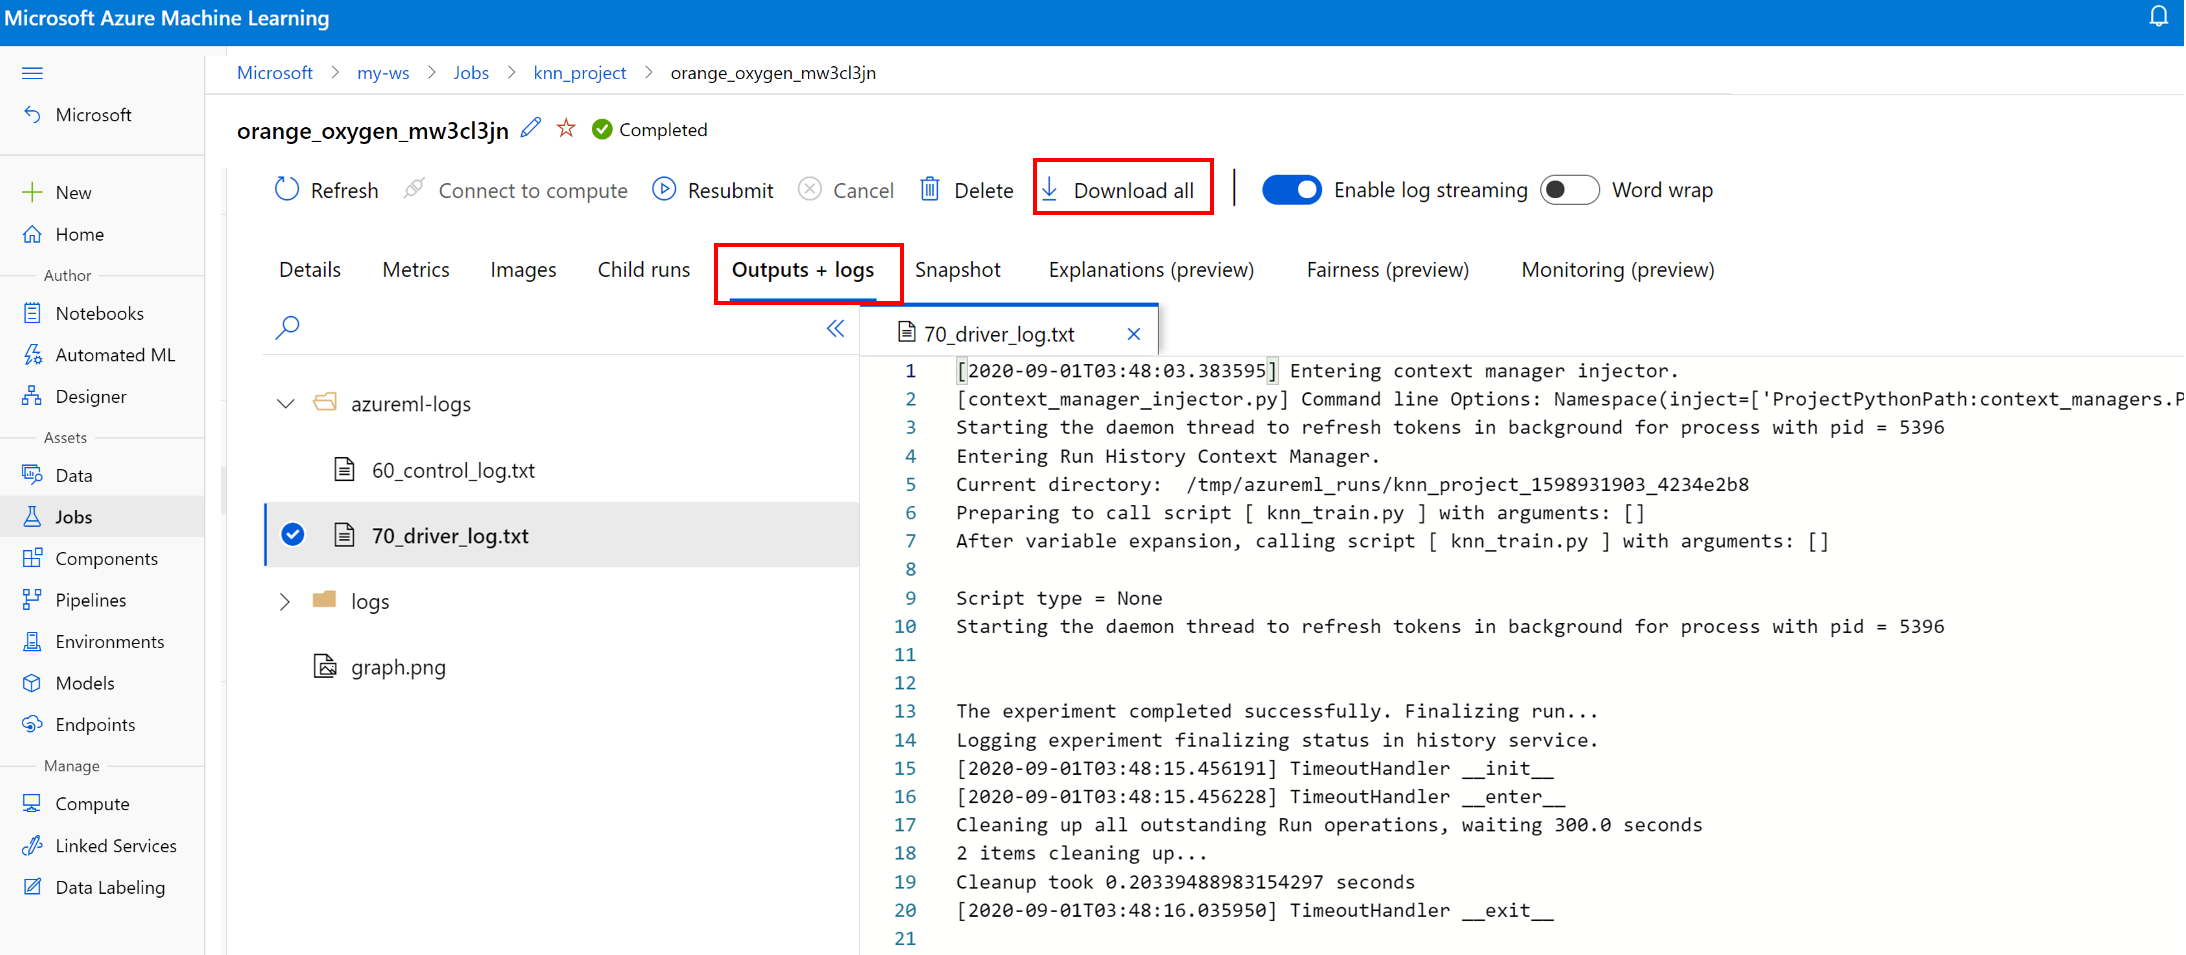 Microsoft Azure Machine Learning
Microsoft
New
Home
Author
Notebooks
Automated ML
Designer
Assets
Data
Jobs
Components
Pipelines
Environments
Models
Endpoints
Manage
Compute
Linked Services
Data Labeling
Microsoft > my-ws > Jobs > knn_project > orange_oxygen_mw3cl3jn
orange_oxygen_mw3cl3jn Completed
Refresh Connect to compute Resubmit Cancel Delete Download all Enable log streaming Word wrap
Details Metrics Images Child runs Outputs + logs Snapshot Explanations (preview) Fairness (preview) Monitoring (preview)
azureml-logs
60_control_log.txt
70_driver_log.txt
logs
graph.png
70_driver_log.txt
1 [2020-09-01T03:48:03.383595] Entering context manager injector.
2 [context_manager_injector.py] Command line Options: Namespace(inject=['ProjectPythonPath:context_managers.P
3 Starting the daemon thread to refresh tokens in background for process with pid = 5396
4 Entering Run History Context Manager.
5 Current directory:  /tmp/azureml_runs/knn_project_1598931903_4234e2b8
6 Preparing to call script [ knn_train.py ] with arguments: []
7 After variable expansion, calling script [ knn_train.py ] with arguments: []
8
9 Script type = None
10 Starting the daemon thread to refresh tokens in background for process with pid = 5396
11
12
13 The experiment completed successfully. Finalizing run...
14 Logging experiment finalizing status in history service.
15 [2020-09-01T03:48:15.456191] TimeoutHandler __init__
16 [2020-09-01T03:48:15.456228] TimeoutHandler __enter__
17 Cleaning up all outstanding Run operations, waiting 300.0 seconds
18 2 items cleaning up...
19 Cleanup took 0.20339488983154297 seconds
20 [2020-09-01T03:48:16.035950] TimeoutHandler __exit__
21